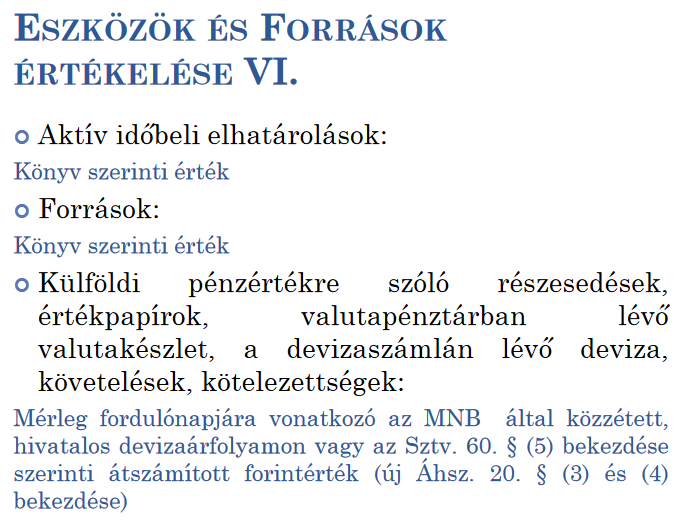 ESZKÖZÖK ÉS FORRÁSOK
ÉRTÉKELÉSE VI.
Aktív időbeli elhatárolások:
Könyv szerinti érték
Források:
Könyv szerinti érték
Külföldi pénzértékre szóló részesedések,
értékpapírok, valutapénztárban lévő
valutakészlet, a devizaszámlán lévő deviza,
követelések, kötelezettségek:
Mérleg fordulónapjára vonatkozó az MNB által közzétett,
hivatalos devizaárfolyamon vagy az Sztv. 60. § (5) bekezdése
szerinti átszámított forintérték (új Áhsz. 20. § (3) és (4)
bekezdése)